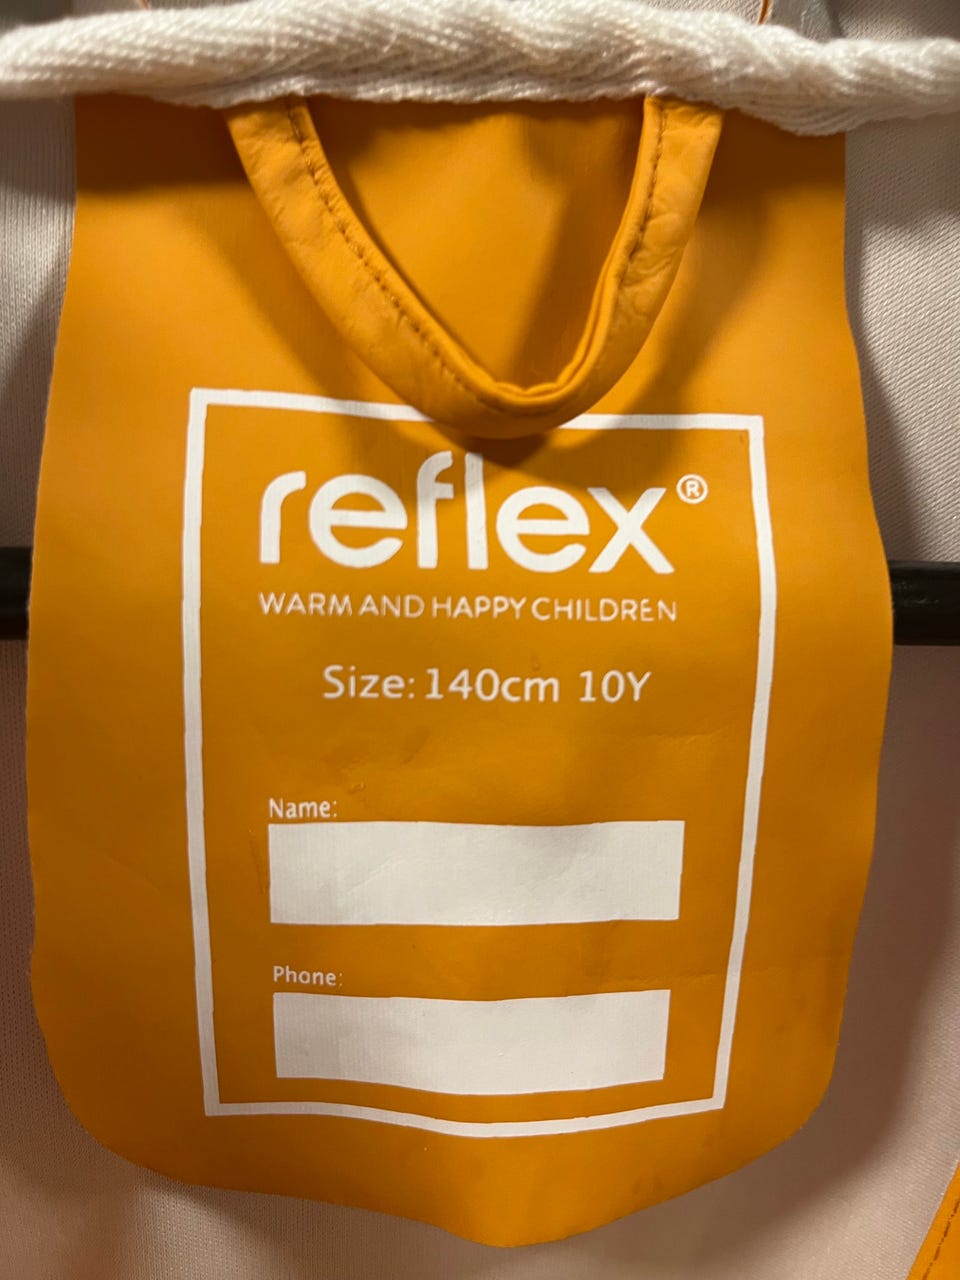 reflex®
WARM AND HAPPY CHILDREN
Size: 140cm 10Y
Name:
Phone: